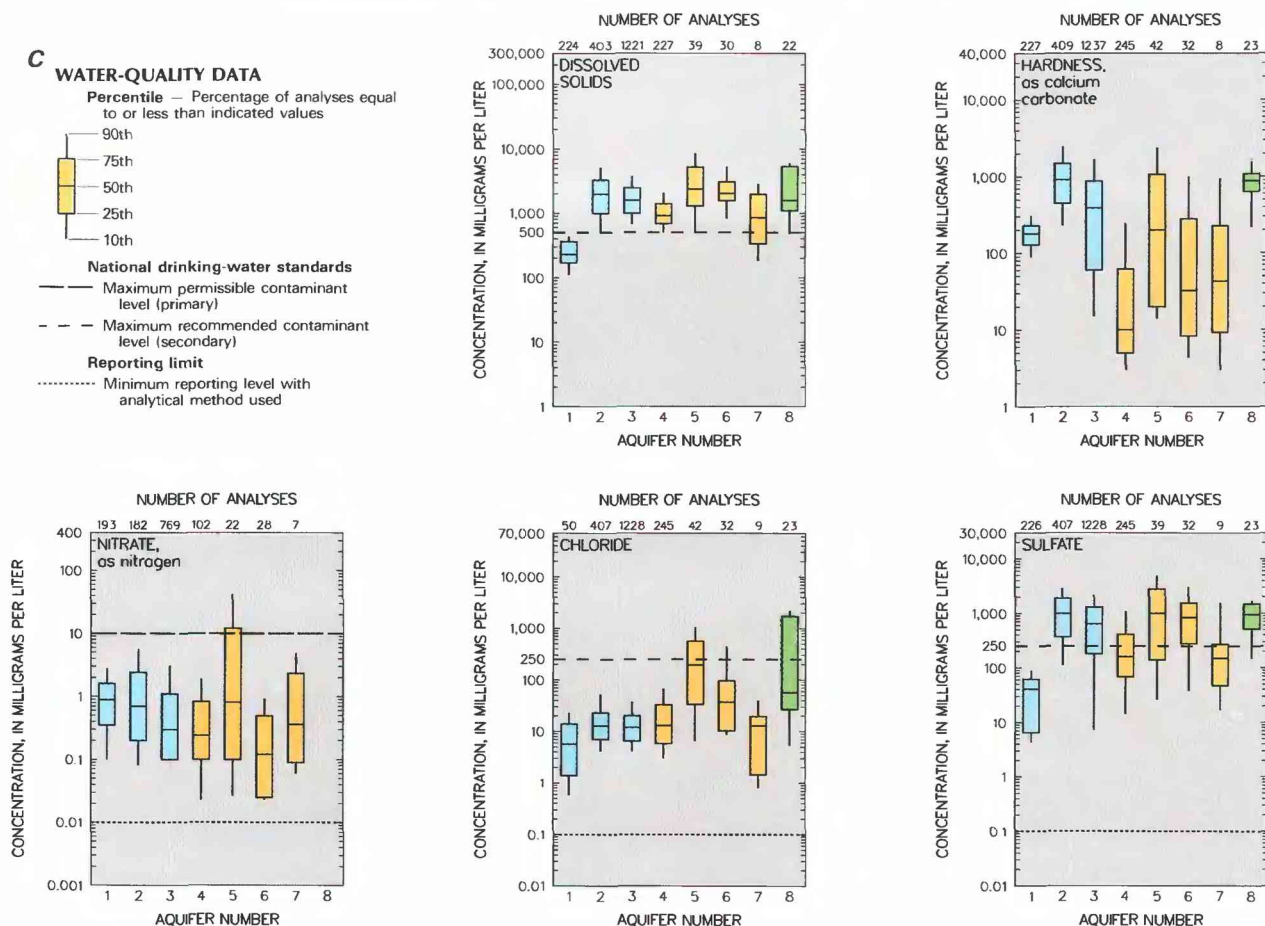 C
WATER-QUALITY DATA
Percentile — Percentage of analyses equal
to or less than indicated values
90th
75th
50th
25th
10th
National drinking-water standards
Maximum permissible contaminant
level (primary)
Maximum recommended contaminant
level (secondary)
Reporting limit
Minimum reporting level with
analytical method used
NUMBER OF ANALYSES
224 403 1221 227 39 30 8 22
DISSOLVED
SOLIDS
CONCENTRATION, IN MILLIGRAMS PER LITER
300,000
100,000
10,000
1,000
500
100
10
1
1 2 3 4 5 6 7 8
AQUIFER NUMBER
NUMBER OF ANALYSES
227 409 1237 245 42 32 8 23
HARDNESS,
as calcium
carbonate
CONCENTRATION, IN MILLIGRAMS PER LITER
40,000
10,000
1,000
100
10
1
1 2 3 4 5 6 7 8
AQUIFER NUMBER
NUMBER OF ANALYSES
193 182 769 102 22 28 7
NITRATE,
as nitrogen
CONCENTRATION, IN MILLIGRAMS PER LITER
400
100
10
1
0.1
0.01
0.001
1 2 3 4 5 6 7 8
AQUIFER NUMBER
NUMBER OF ANALYSES
50 407 1228 245 42 32 9 23
CHLORIDE
CONCENTRATION, IN MILLIGRAMS PER LITER
70,000
10,000
1,000
250
100
10
1
0.1
0.01
1 2 3 4 5 6 7 8
AQUIFER NUMBER
NUMBER OF ANALYSES
226 407 1228 245 39 32 9 23
SULFATE
CONCENTRATION, IN MILLIGRAMS PER LITER
30,000
10,000
1,000
250
100
10
1
0.1
0.01
1 2 3 4 5 6 7 8
AQUIFER NUMBER